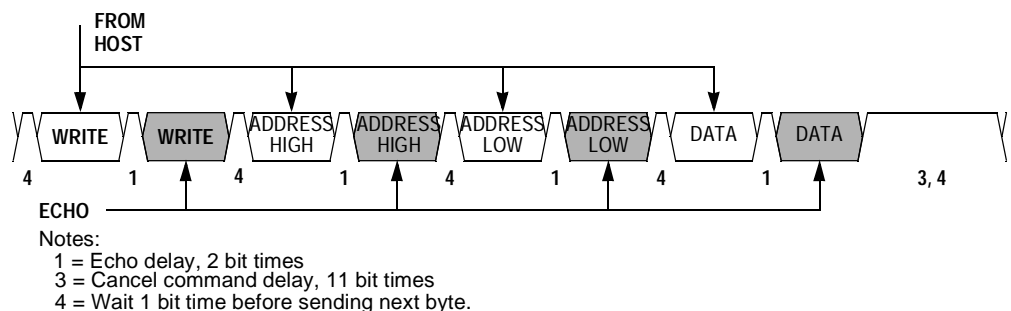 FROM
HOST
WRITE WRITE ADDRESS HIGH ADDRESS HIGH ADDRESS LOW ADDRESS LOW DATA DATA
4 1 4 1 4 1 4 1 3, 4
ECHO
Notes:
1 = Echo delay, 2 bit times
3 = Cancel command delay, 11 bit times
4 = Wait 1 bit time before sending next byte.